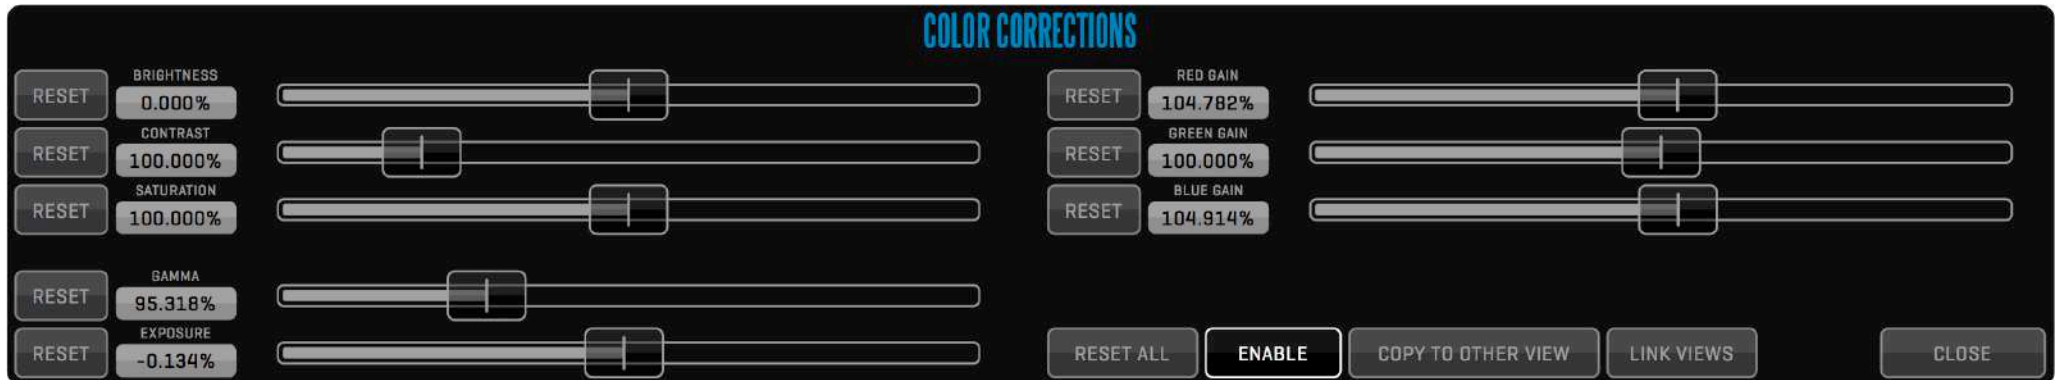 COLOR CORRECTIONS
BRIGHTNESS
RESET
0.000%
CONTRAST
RESET
100.000%
SATURATION
RESET
100.000%
GAMMA
RESET
95.318%
EXPOSURE
RESET
-0.134%
RED GAIN
RESET
104.782%
GREEN GAIN
RESET
100.000%
BLUE GAIN
RESET
104.914%
RESET ALL
ENABLE
COPY TO OTHER VIEW
LINK VIEWS
CLOSE